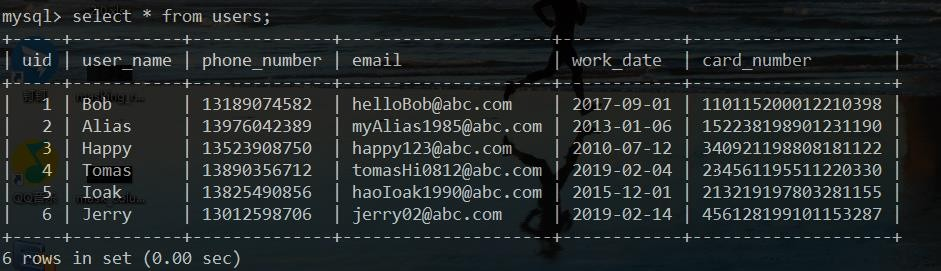 mysql> select * from users;
+-----+-----------+--------------+-------------------+------------+--------------------+
| uid | user_name | phone_number | email             | work_date  | card_number        |
+-----+-----------+--------------+-------------------+------------+--------------------+
| 1 | Bob | 13189074582 | helloBob@abc.com | 2017-09-01 | 110115200012210398 |
| 2 | Alias | 13976042389 | myAlias1985@abc.com | 2013-01-06 | 152238198901231190 |
| 3 | Happy | 13523908750 | happy123@abc.com | 2010-07-12 | 340921198808181122 |
| 4 | Tomas | 13890356712 | tomasHi0812@abc.com | 2019-02-04 | 234561195511220330 |
| 5 | Ioak | 13825490856 | haoIoak1990@abc.com | 2015-12-01 | 213219197803281155 |
| 6 | Jerry | 13012598706 | jerry02@abc.com | 2019-02-14 | 456128199101153287 |
+-----+-----------+--------------+-------------------+------------+--------------------+
6 rows in set (0.00 sec)